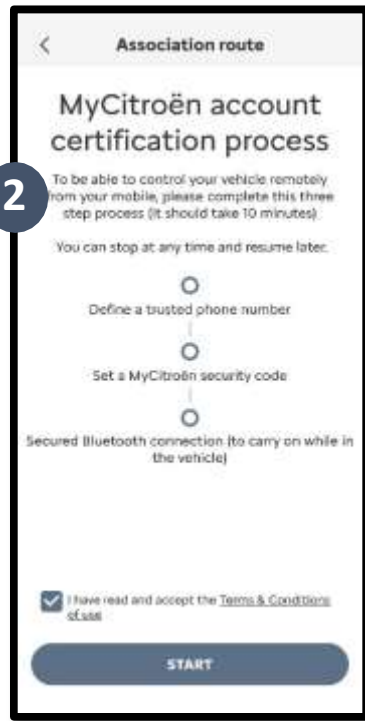 Association route
MyCitroën account
certification process
2
To be able to control your vehicle remotely
from your mobile, please complete this three
step process (it should take 10 minutes)
You can stop at any time and resume later.
Define a trusted phone number
Set a MyCitroën security code
Secured Bluetooth connection (to carry on while in
the vehicle)
I have read and accept the Terms & Conditions
of use
START